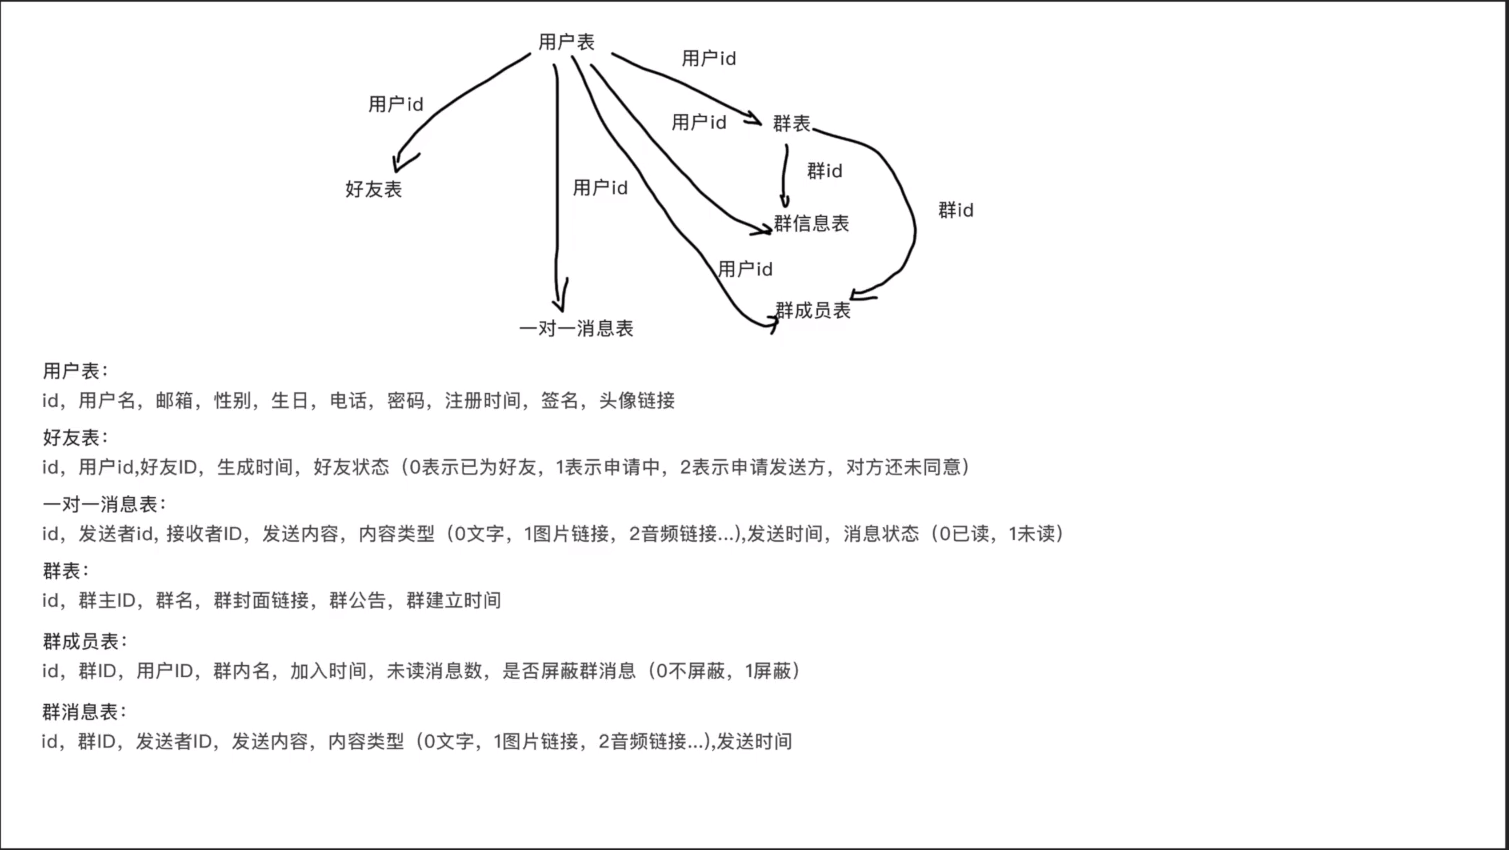 用户表
用户id
用户id
用户id
群表
群id
用户id
好友表
群id
群信息表
用户id
群成员表
一对一消息表
用户表：
id，用户名，邮箱，性别，生日，电话，密码，注册时间，签名，头像链接
好友表：
id，用户id,好友ID，生成时间，好友状态（0表示已为好友，1表示申请中，2表示申请发送方，对方还未同意）
一对一消息表：
id，发送者id, 接收者ID，发送内容，内容类型（0文字，1图片链接，2音频链接...),发送时间，消息状态（0已读，1未读）
群表：
id，群主ID，群名，群封面链接，群公告，群建立时间
群成员表：
id，群ID，用户ID，群内名，加入时间，未读消息数，是否屏蔽群消息（0不屏蔽，1屏蔽）
群消息表：
id，群ID，发送者ID，发送内容，内容类型（0文字，1图片链接，2音频链接...),发送时间